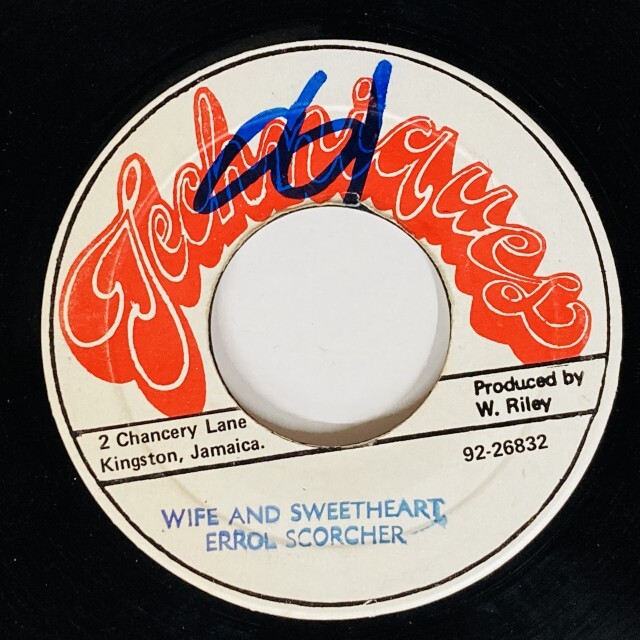 Techniques
2 Chancery Lane
Kingston, Jamaica.
Produced by
W. Riley
92-26832
WIFE AND SWEETHEART,
ERROL SCORCHER